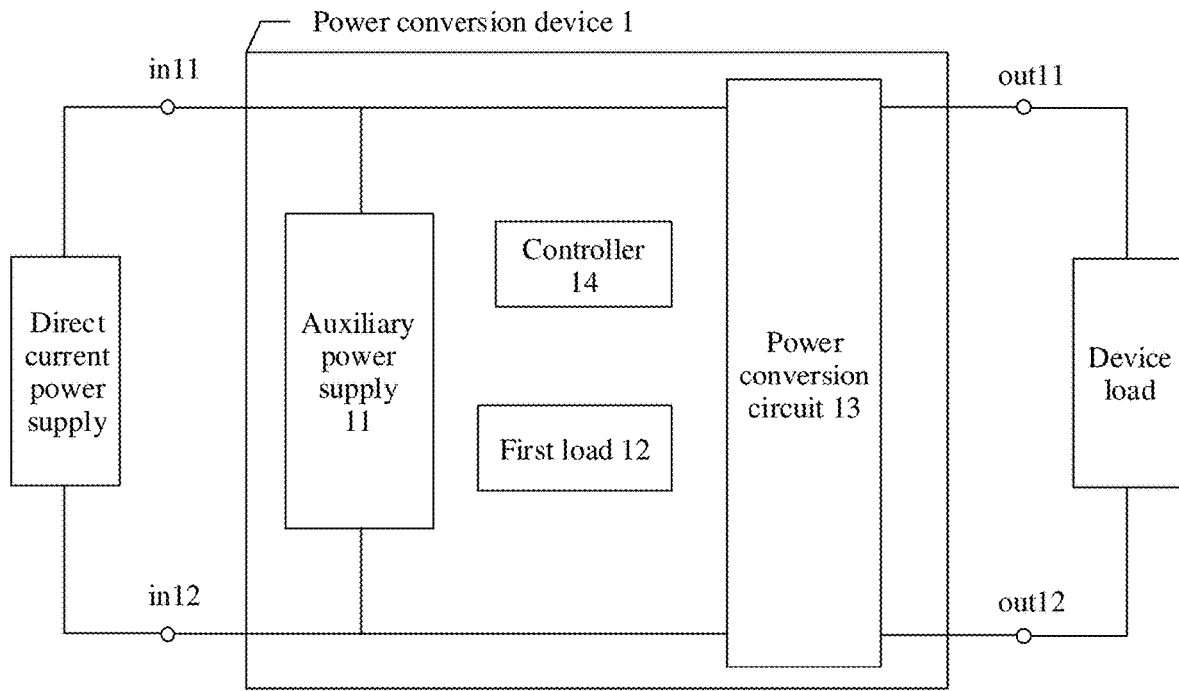 Power conversion device 1
in11
out11
Controller
14
Direct
current
power
supply
Auxiliary
power
supply
11
Power
conversion
circuit 13
Device
load
First load 12
in12
out12